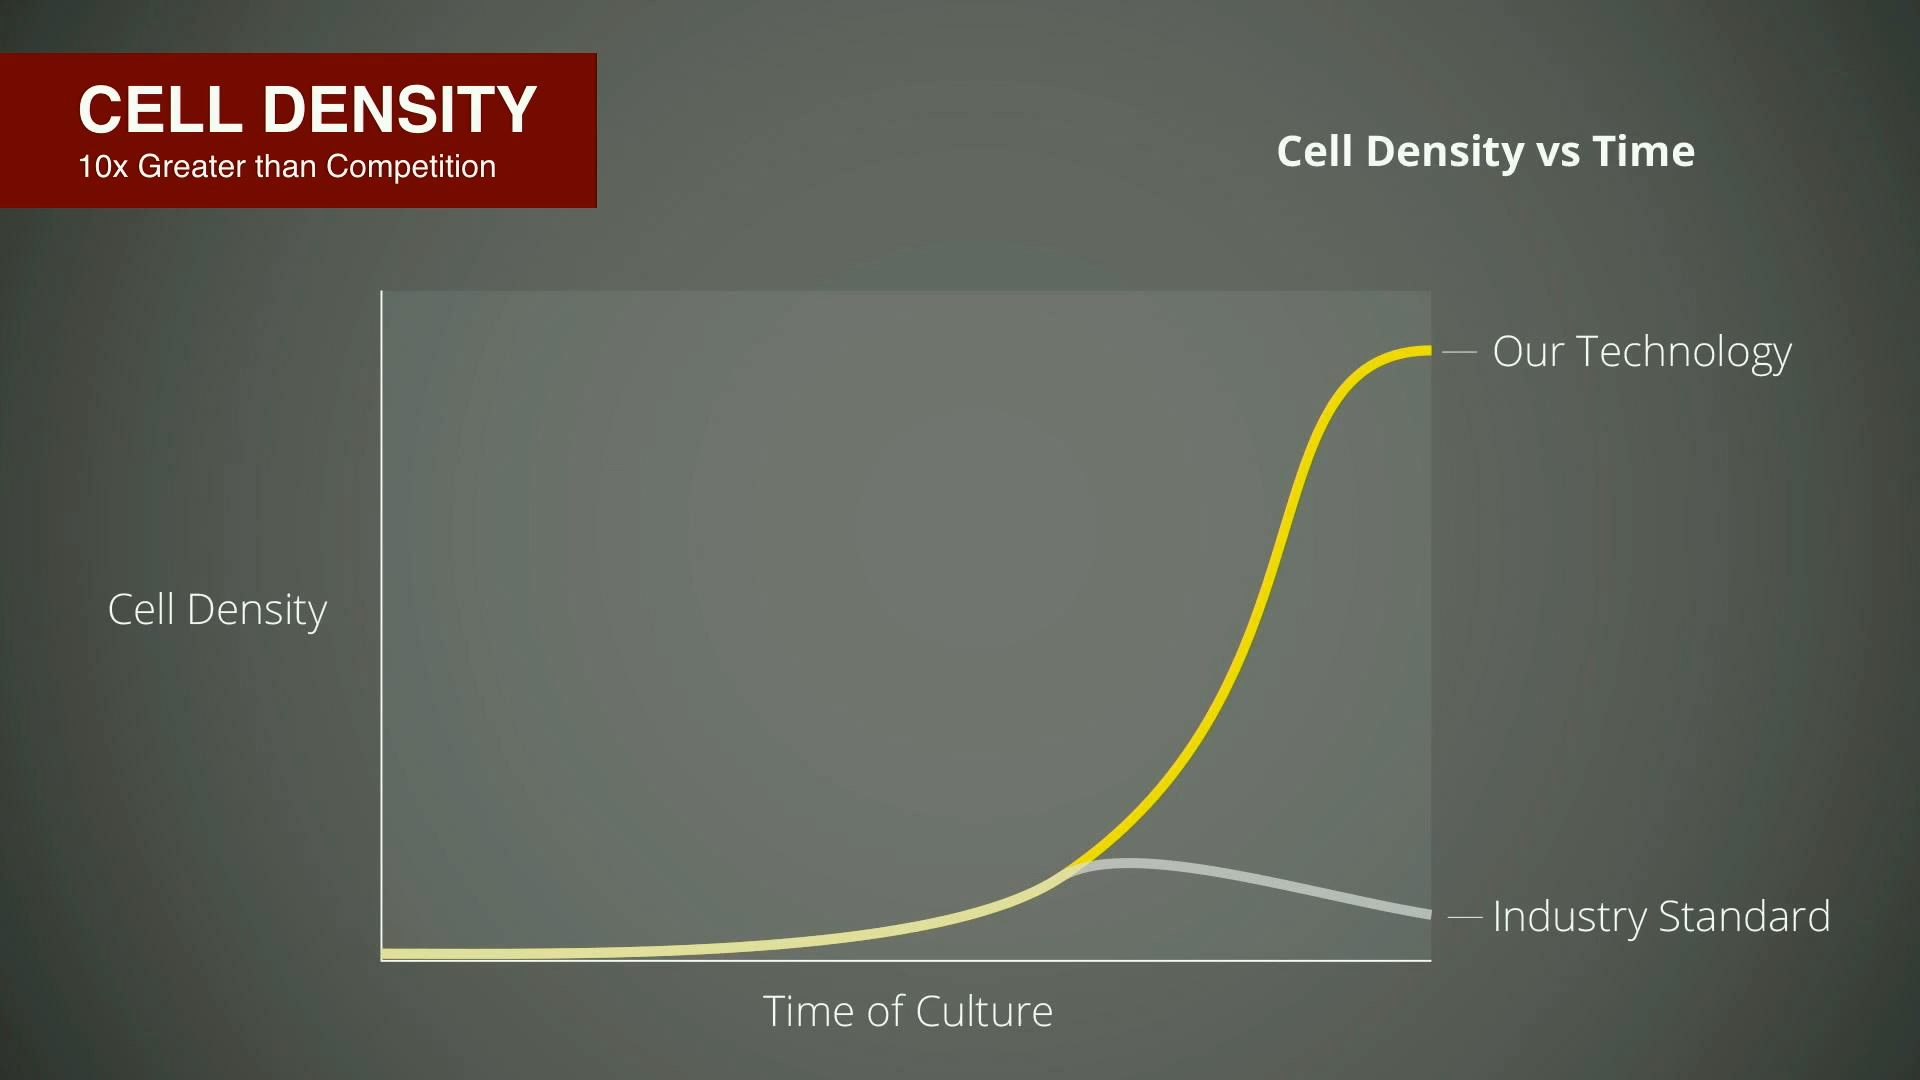 CELL DENSITY
10x Greater than Competition
Cell Density vs Time
Our Technology
Cell Density
Industry Standard
Time of Culture